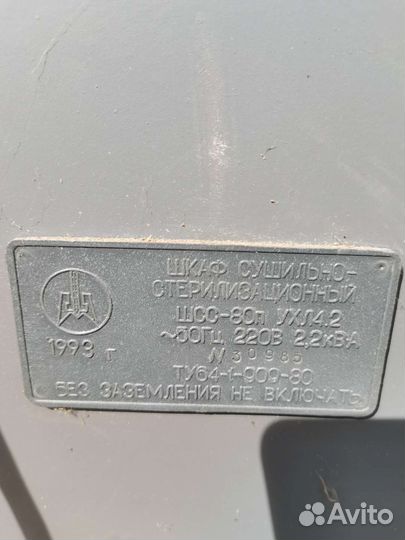 ШКАФ СУШИЛЬНО-
СТЕРИЛИЗАЦИОННЫЙ
ШСС-80п УХЛ4.2
~50ГЦ 220В 2,2кВА
1993 г
N 30985
ТУ64-1-909-80
БЕЗ ЗАЗЕМЛЕНИЯ НЕ ВКЛЮЧАТЬ
Avito